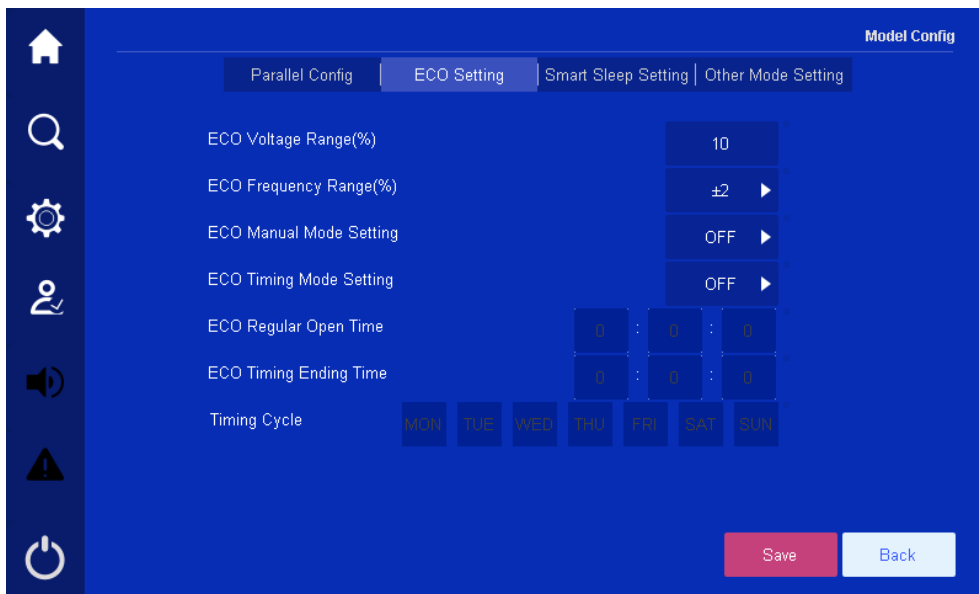 Model Config
Parallel Config ECO Setting Smart Sleep Setting Other Mode Setting
ECO Voltage Range(%) 10
ECO Frequency Range(%) ±2
ECO Manual Mode Setting OFF
ECO Timing Mode Setting OFF
ECO Regular Open Time 0 : 0 : 0
ECO Timing Ending Time 0 : 0 : 0
Timing Cycle MON TUE WED THU FRI SAT SUN
Save Back